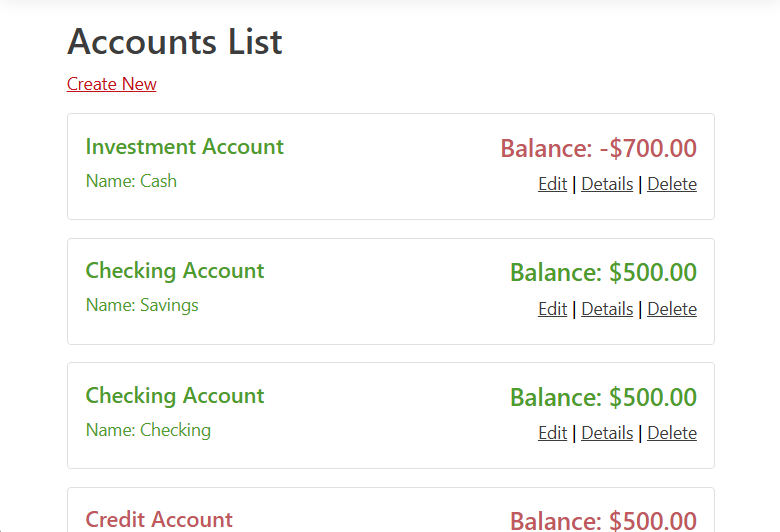 Accounts List
Create New
Investment Account
Balance: -$700.00
Name: Cash
Edit | Details | Delete
Checking Account
Balance: $500.00
Name: Savings
Edit | Details | Delete
Checking Account
Balance: $500.00
Name: Checking
Edit | Details | Delete
Credit Account
Balance: $500.00